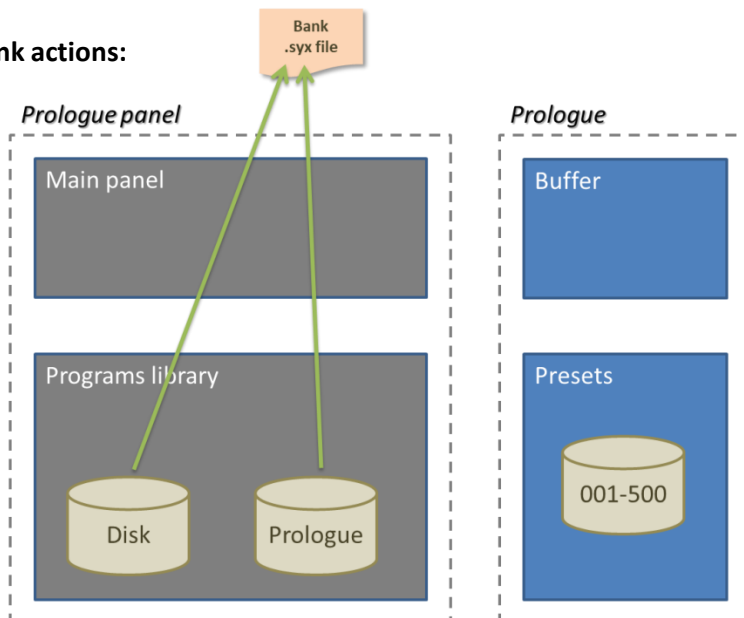 nk actions:
Bank
.syx file
Prologue panel
Prologue
Main panel
Buffer
Programs library
Presets
Disk
Prologue
001-500